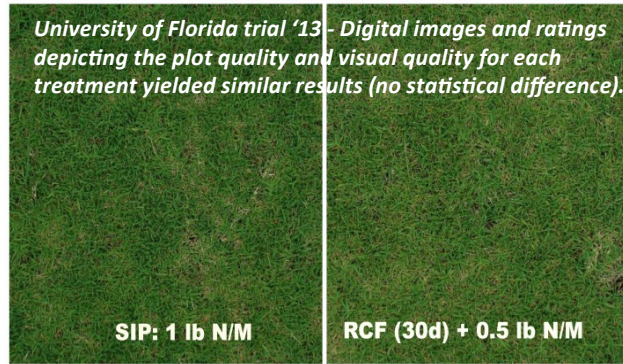 University of Florida trial ‘13 - Digital images and ratings
depicting the plot quality and visual quality for each
treatment yielded similar results (no statistical difference).
SIP: 1 lb N/M
RCF (30d) + 0.5 lb N/M